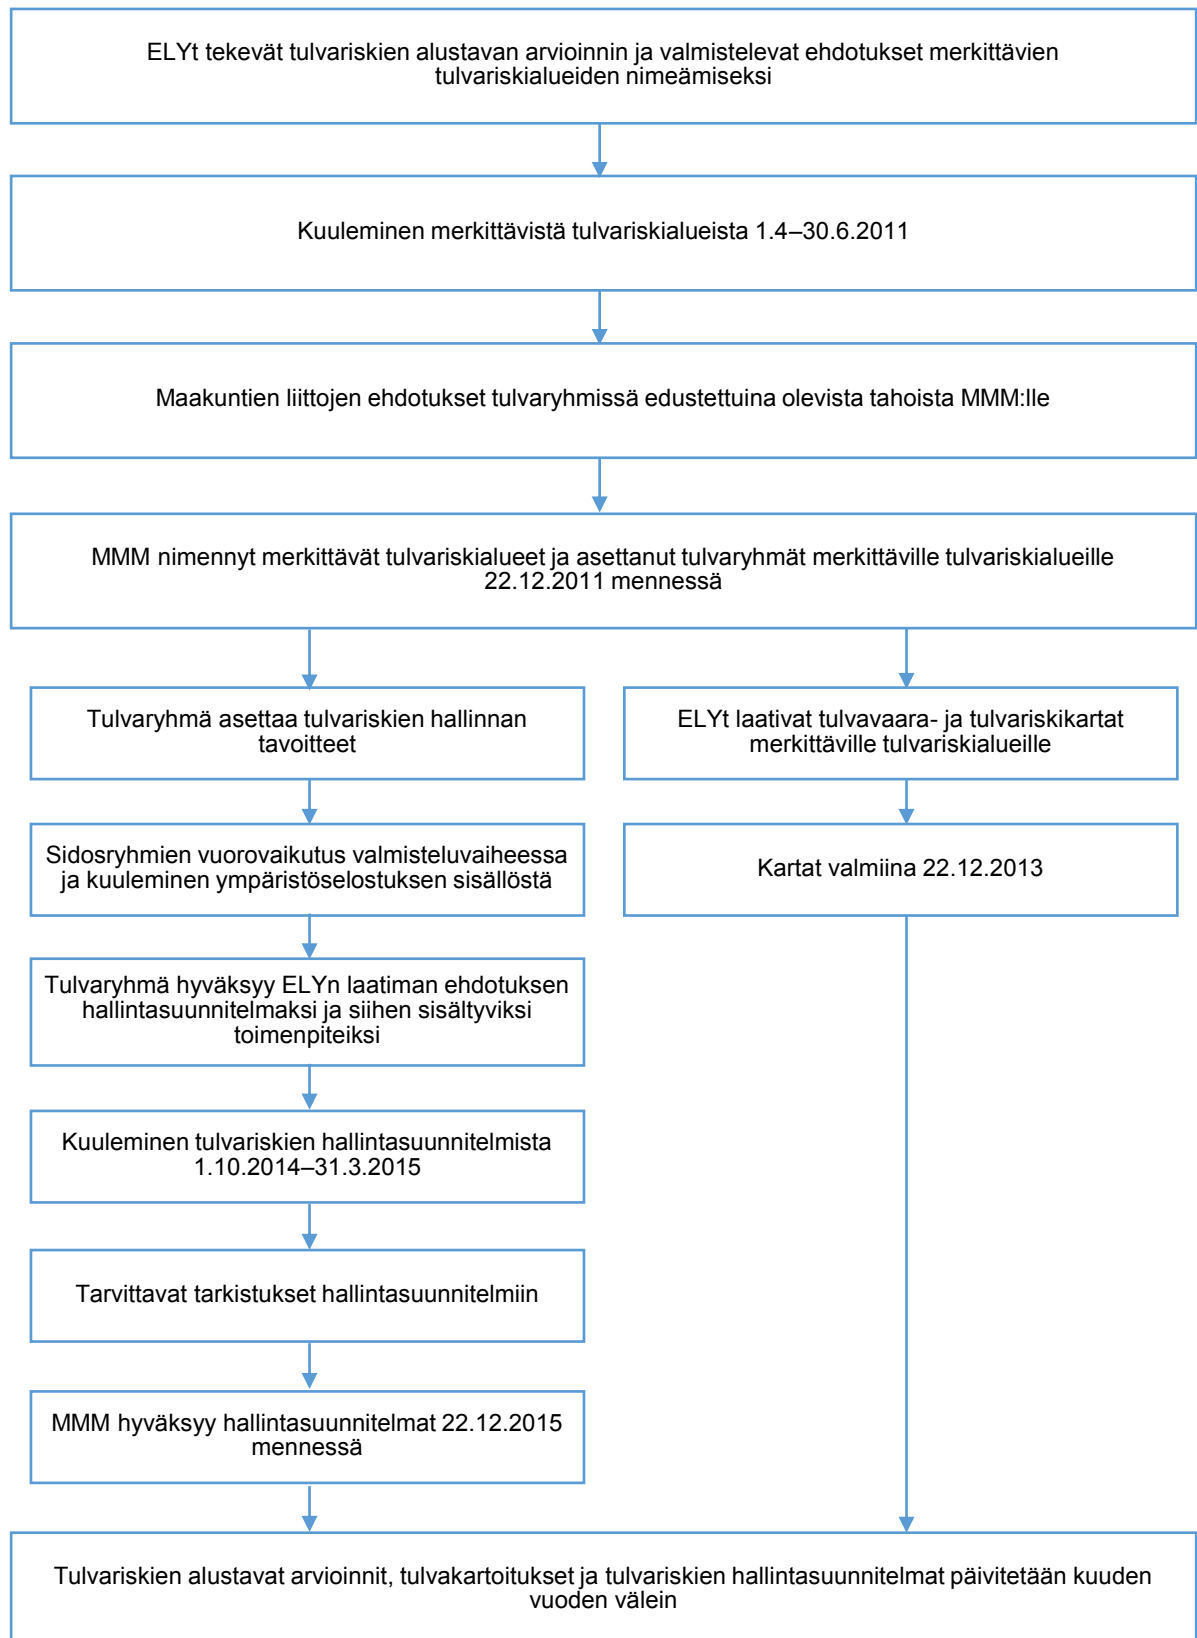 ELYt tekevät tulvariskien alustavan arvioinnin ja valmistelevat ehdotukset merkittävien
tulvariskialueiden nimeämiseksi
Kuuleminen merkittävistä tulvariskialueista 1.4–30.6.2011
Maakuntien liittojen ehdotukset tulvaryhmissä edustettuina olevista tahoista MMM:lle
MMM nimennyt merkittävät tulvariskialueet ja asettanut tulvaryhmät merkittäville tulvariskialueille
22.12.2011 mennessä
Tulvaryhmä asettaa tulvariskien hallinnan
tavoitteet
ELYt laativat tulvavaara- ja tulvariskikartat
merkittäville tulvariskialueille
Sidosryhmien vuorovaikutus valmisteluvaiheessa
ja kuuleminen ympäristöselostuksen sisällöstä
Kartat valmiina 22.12.2013
Tulvaryhmä hyväksyy ELYn laatiman ehdotuksen
hallintasuunnitelmaksi ja siihen sisältyviksi
toimenpiteiksi
Kuuleminen tulvariskien hallintasuunnitelmista
1.10.2014–31.3.2015
Tarvittavat tarkistukset hallintasuunnitelmiin
MMM hyväksyy hallintasuunnitelmat 22.12.2015
mennessä
Tulvariskien alustavat arvioinnit, tulvakartoitukset ja tulvariskien hallintasuunnitelmat päivitetään kuuden
vuoden välein